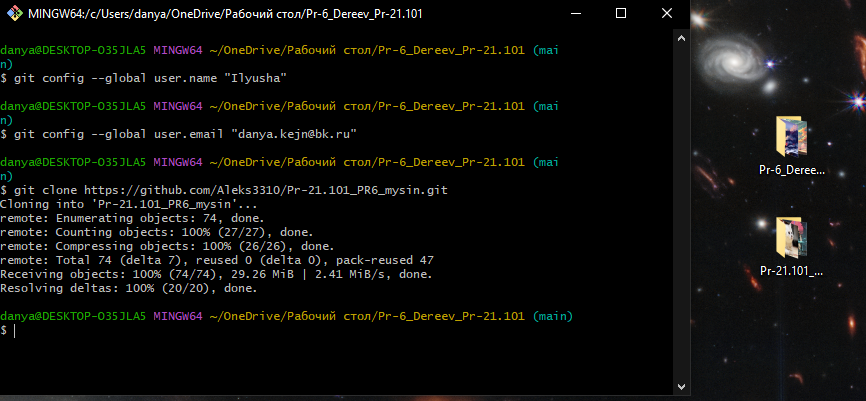 MINGW64:/c/Users/danya/OneDrive/Рабочий стол/Pr-6_Dereev_Pr-21.101
danya@DESKTOP-O35JLA5 MINGW64 ~/OneDrive/Рабочий стол/Pr-6_Dereev_Pr-21.101 (mai
n)
$ git config --global user.name "Ilyusha"
danya@DESKTOP-O35JLA5 MINGW64 ~/OneDrive/Рабочий стол/Pr-6_Dereev_Pr-21.101 (mai
n)
$ git config --global user.email "danya.kejn@bk.ru"
danya@DESKTOP-O35JLA5 MINGW64 ~/OneDrive/Рабочий стол/Pr-6_Dereev_Pr-21.101 (mai
n)
$ git clone https://github.com/Aleks3310/Pr-21.101_PR6_mysin.git
Cloning into 'Pr-21.101_PR6_mysin'...
remote: Enumerating objects: 74, done.
remote: Counting objects: 100% (27/27), done.
remote: Compressing objects: 100% (26/26), done.
remote: Total 74 (delta 7), reused 0 (delta 0), pack-reused 47
Receiving objects: 100% (74/74), 29.26 MiB | 2.41 MiB/s, done.
Resolving deltas: 100% (20/20), done.
danya@DESKTOP-O35JLA5 MINGW64 ~/OneDrive/Рабочий стол/Pr-6_Dereev_Pr-21.101 (main)
$
Pr-6_Deree...
Pr-21.101_...